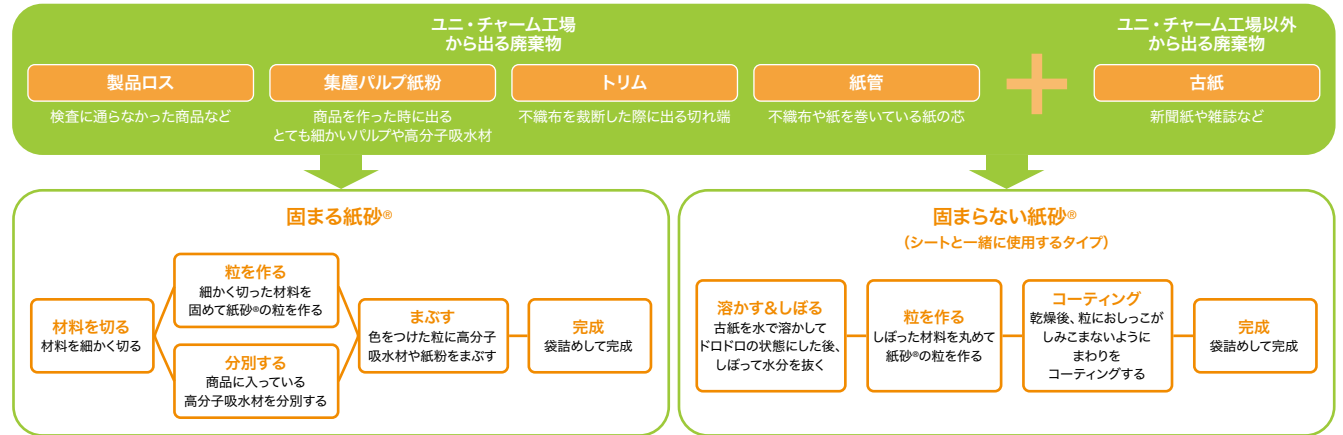 ユニ・チャーム工場
から出る廃棄物
ユニ・チャーム工場以外
から出る廃棄物
製品ロス
検査に通らなかった商品など
集塵パルプ紙粉
商品を作った時に出る
とても細かいパルプや高分子吸水材
トリム
不織布を裁断した際に出る切れ端
紙管
不織布や紙を巻いている紙の芯
+
古紙
新聞紙や雑誌など
固まる紙砂®
材料を切る
材料を細かく切る
粒を作る
細かく切った材料を
固めて紙砂®の粒を作る
分別する
商品に入っている
高分子吸水材を分別する
まぶす
色をつけた粒に高分子
吸水材や紙粉をまぶす
完成
袋詰めして完成
固まらない紙砂®
（シートと一緒に使用するタイプ）
溶かす&しぼる
古紙を水で溶かして
ドロドロの状態にした後、
しぼって水分を抜く
粒を作る
しぼった材料を丸めて
紙砂®の粒を作る
コーティング
乾燥後、粒におしっこが
しみこまないように
まわりを
コーティングする
完成
袋詰めして完成